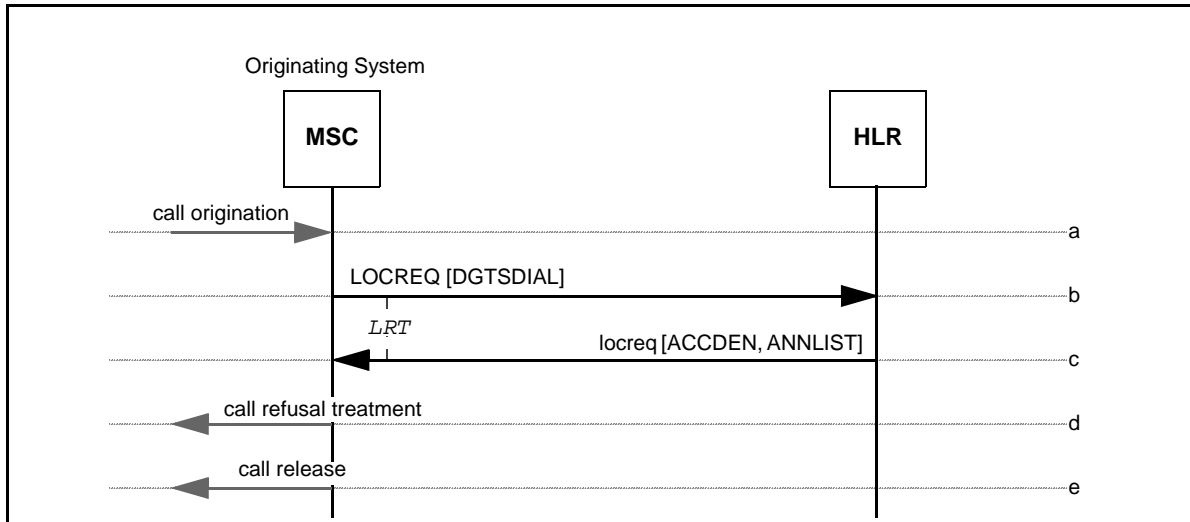 Originating System
MSC
HLR
call origination
a
LOCREQ [DGTSDIAL]
b
LRT
locreq [ACCDEN, ANNLIST]
c
call refusal treatment
d
call release
e